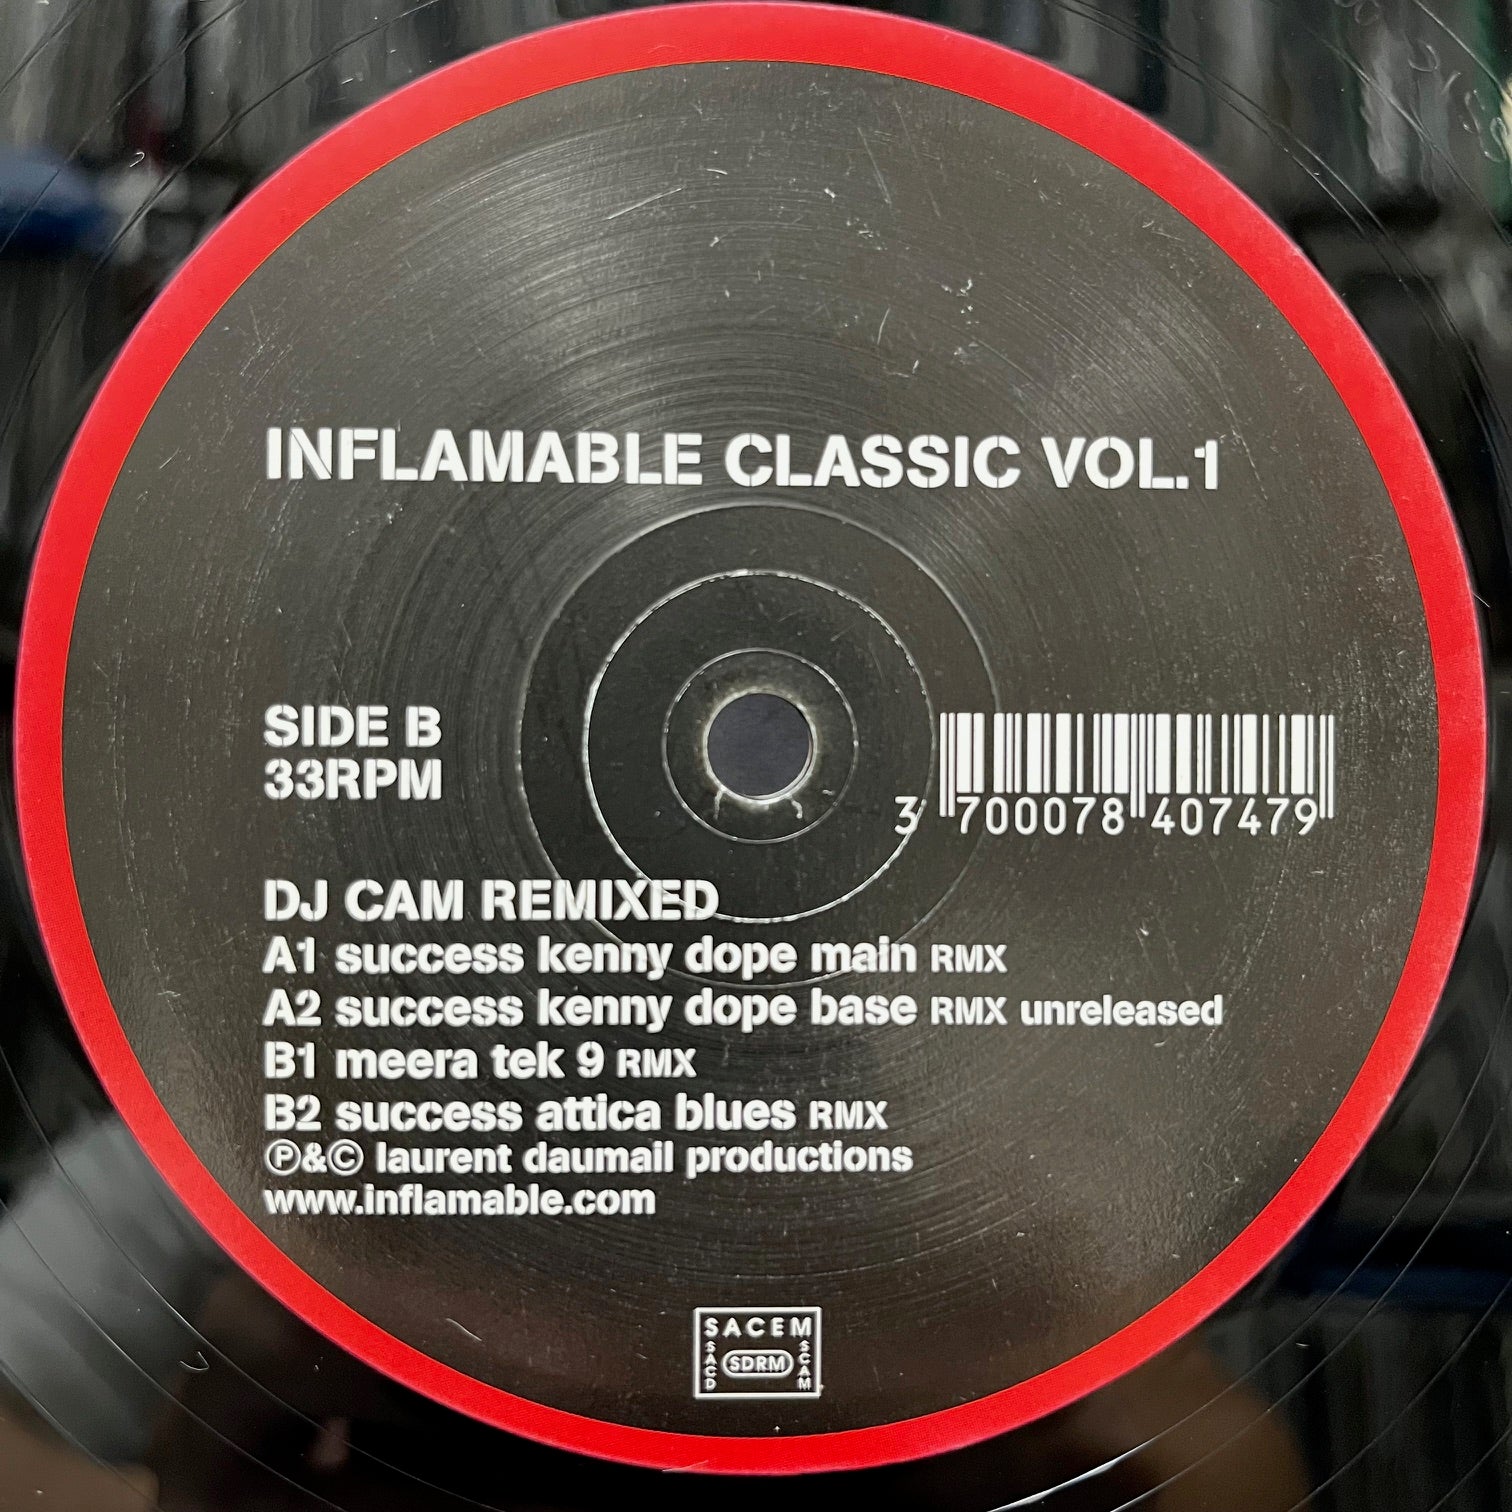 INFLAMABLE CLASSIC VOL.1
SIDE B
33RPM
3 700078 407479
DJ CAM REMIXED
A1 success kenny dope main RMX
A2 success kenny dope base RMX unreleased
B1 meera tek 9 RMX
B2 success attica blues RMX
Ⓟ&© laurent daumail productions
www.inflamable.com
SACEM
SACD
SDRM
SCAM